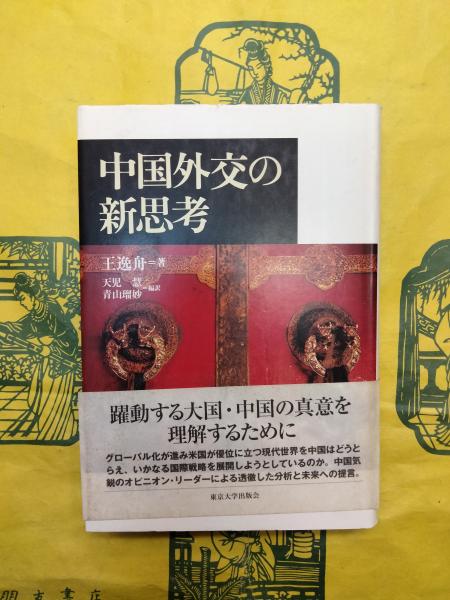 中国外交の
新思考
王逸舟=著
天児 慧
青山瑠妙=編訳
躍動する大国・中国の真意を
理解するために
グローバル化が進み米国が優位に立つ現代世界を中国はどうと
らえ、いかなる国際戦略を展開しようとしているのか。中国気
鋭のオピニオン・リーダーによる透徹した分析と未来への提言。
東京大学出版会
朋友書店